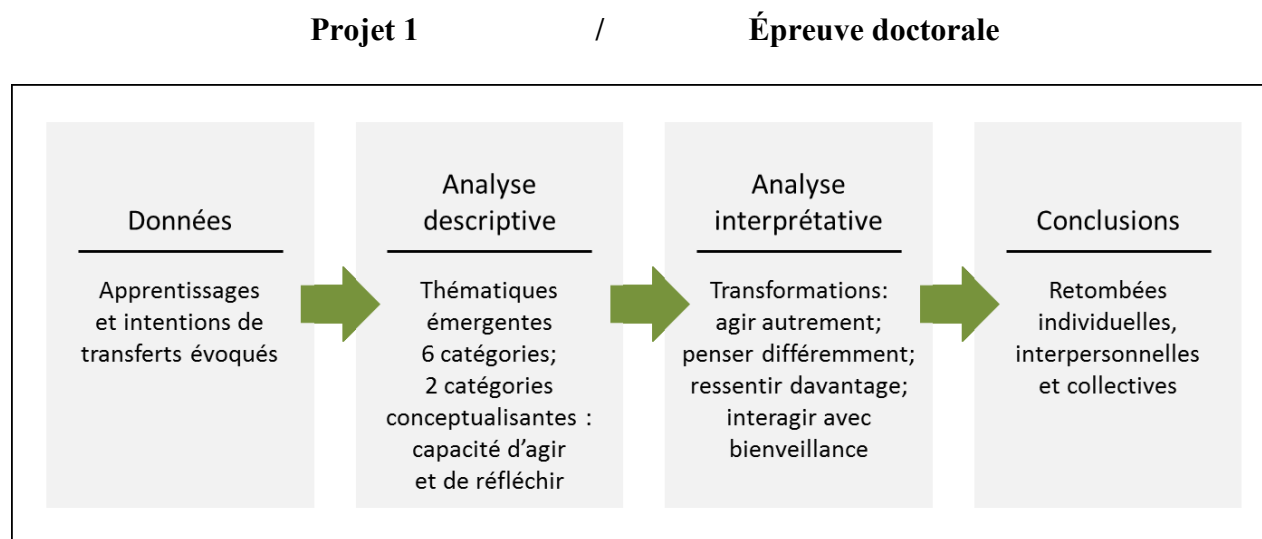 Projet 1 / Épreuve doctorale
Données
Apprentissages
et intentions de
transferts évoqués
Analyse
descriptive
Thématiques
émergentes
6 catégories;
2 catégories
conceptualisantes :
capacité d'agir
et de réfléchir
Analyse
interprétative
Transformations:
agir autrement;
penser différemment;
ressentir davantage;
interagir avec
bienveillance
Conclusions
Retombées
individuelles,
interpersonnelles
et collectives